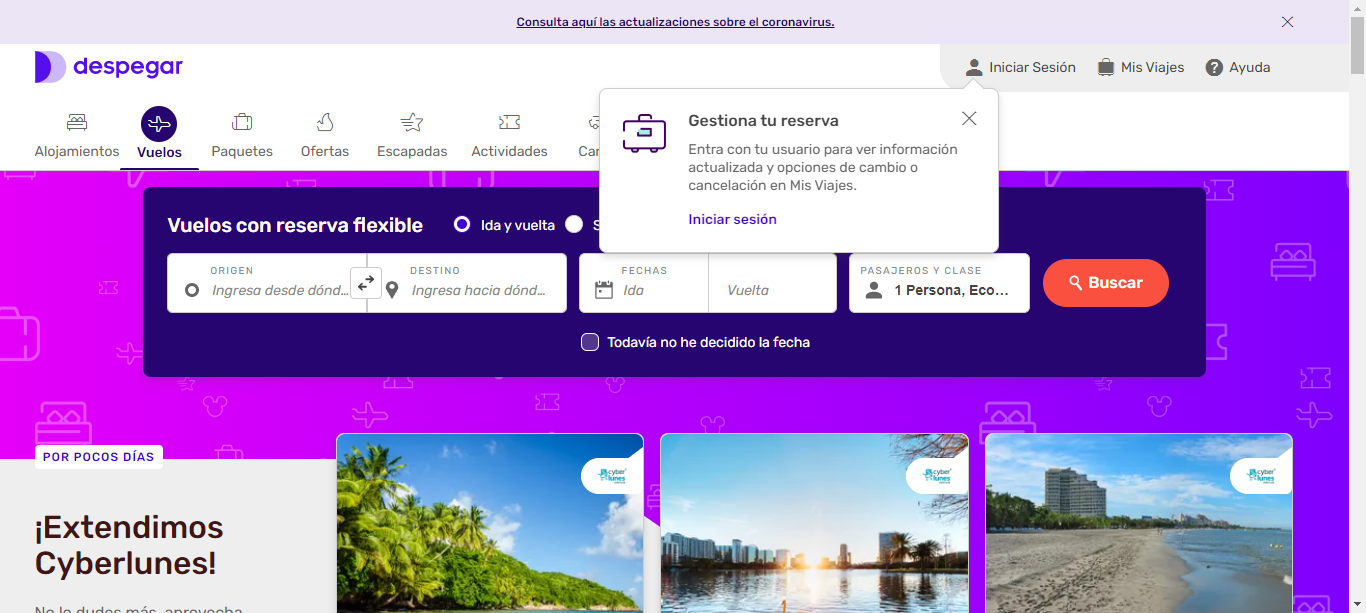 Consulta aquí las actualizaciones sobre el coronavirus.
despegar
Iniciar Sesión
Mis Viajes
Ayuda
Alojamientos
Vuelos
Paquetes
Ofertas
Escapadas
Actividades
Gestiona tu reserva
Entra con tu usuario para ver información
actualizada y opciones de cambio o
cancelación en Mis Viajes.
Iniciar sesión
Vuelos con reserva flexible
Ida y vuelta
ORIGEN
Ingresa desde dónd...
DESTINO
Ingresa hacia dónd...
FECHAS
Ida
Vuelta
PASAJEROS Y CLASE
1 Persona, Eco...
Buscar
Todavía no he decidido la fecha
POR POCOS DÍAS
¡Extendimos
Cyberlunes!
No lo dudes más, aprovecha
cyber
lunes
cyber
lunes
cyber
lunes